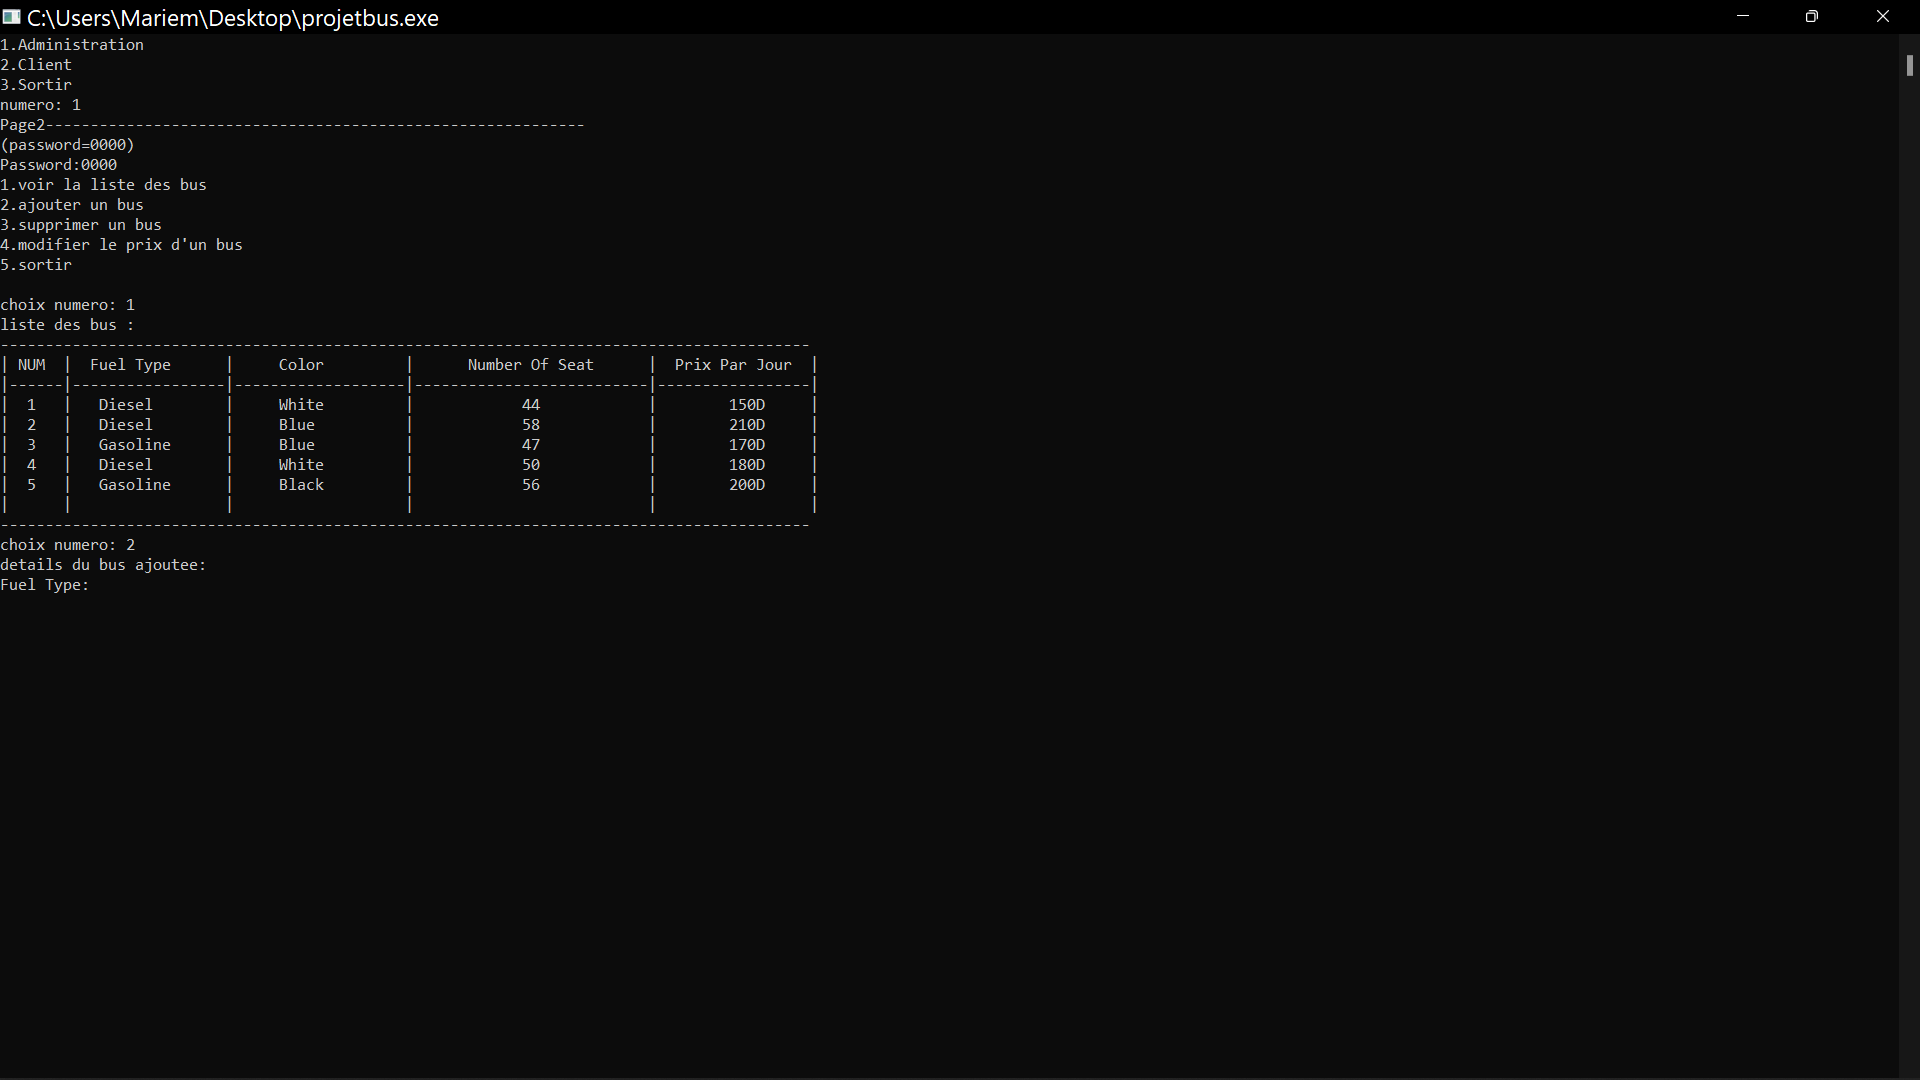 C:\Users\Mariem\Desktop\projetbus.exe
1.Administration
2.Client
3.Sortir
numero: 1
Page2------------------------------------------------------------
(password=0000)
Password:0000
1.voir la liste des bus
2.ajouter un bus
3.supprimer un bus
4.modifier le prix d'un bus
5.sortir
choix numero: 1
liste des bus :
------------------------------------------------------------------------------------------
| NUM  |  Fuel Type      |     Color         |      Number Of Seat      |  Prix Par Jour  |
|------|-----------------|-------------------|--------------------------|-----------------|
|  1   |   Diesel        |     White         |            44            |        150D     |
|  2   |   Diesel        |     Blue          |            58            |        210D     |
|  3   |   Gasoline      |     Blue          |            47            |        170D     |
|  4   |   Diesel        |     White         |            50            |        180D     |
|  5   |   Gasoline      |     Black         |            56            |        200D     |
|      |                 |                   |                          |                 |
------------------------------------------------------------------------------------------
choix numero: 2
details du bus ajoutee:
Fuel Type: